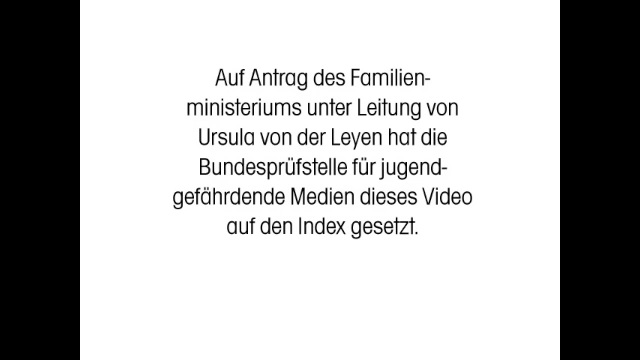 Auf Antrag des Familien-
ministeriums unter Leitung von
Ursula von der Leyen hat die
Bundesprüfstelle für jugend-
gefährdende Medien dieses Video
auf den Index gesetzt.